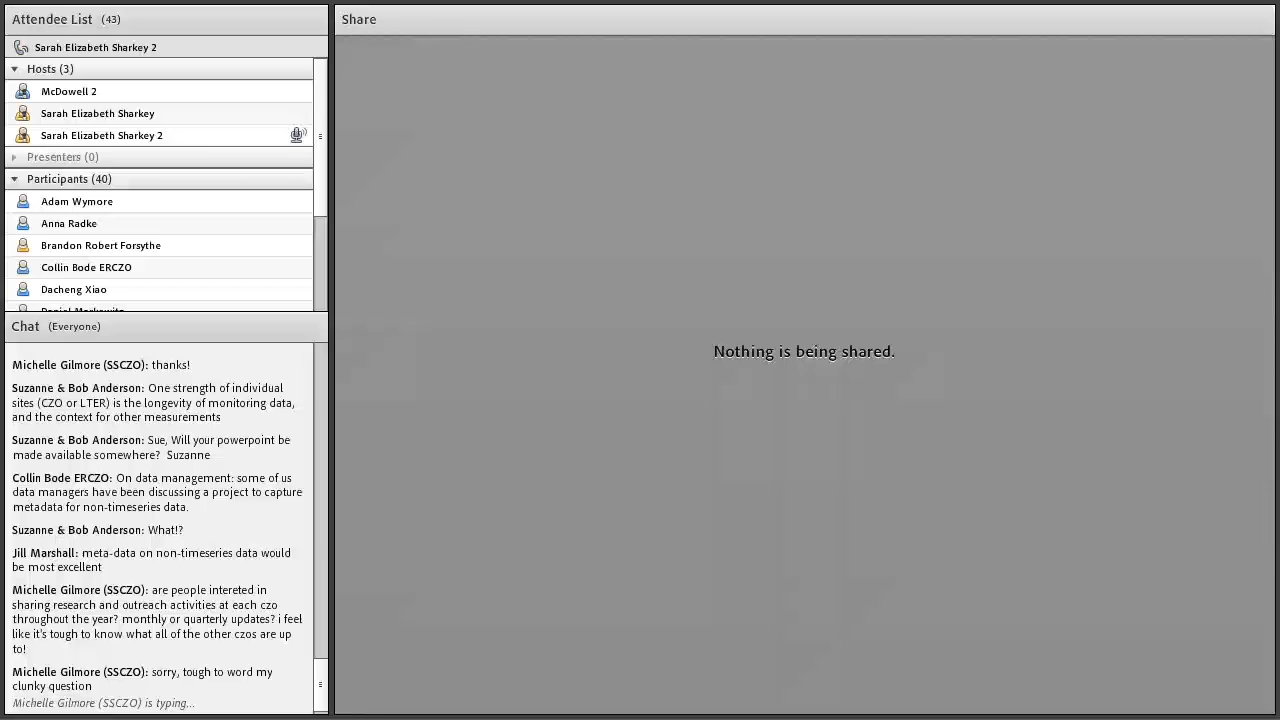 Attendee List (43)
Share
Sarah Elizabeth Sharkey 2
Hosts (3)
McDowell 2
Sarah Elizabeth Sharkey
Sarah Elizabeth Sharkey 2
Presenters (0)
Participants (40)
Adam Wymore
Anna Radke
Brandon Robert Forsythe
Collin Bode ERCZO
Dacheng Xiao
Chat (Everyone)
Michelle Gilmore (SSCZO): thanks!
Suzanne & Bob Anderson: One strength of individual
sites (CZO or LTER) is the longevity of monitoring data,
and the context for other measurements
Suzanne & Bob Anderson: Sue, Will your powerpoint be
made available somewhere? Suzanne
Collin Bode ERCZO: On data management: some of us
data managers have been discussing a project to capture
metadata for non-timeseries data.
Suzanne & Bob Anderson: What!?
Jill Marshall: meta-data on non-timeseries data would
be most excellent
Michelle Gilmore (SSCZO): are people intereted in
sharing research and outreach activities at each czo
throughout the year? monthly or quarterly updates? i feel
like it's tough to know what all of the other czos are up
to!
Michelle Gilmore (SSCZO): sorry, tough to word my
clunky question
Michelle Gilmore (SSCZO) is typing...
Nothing is being shared.